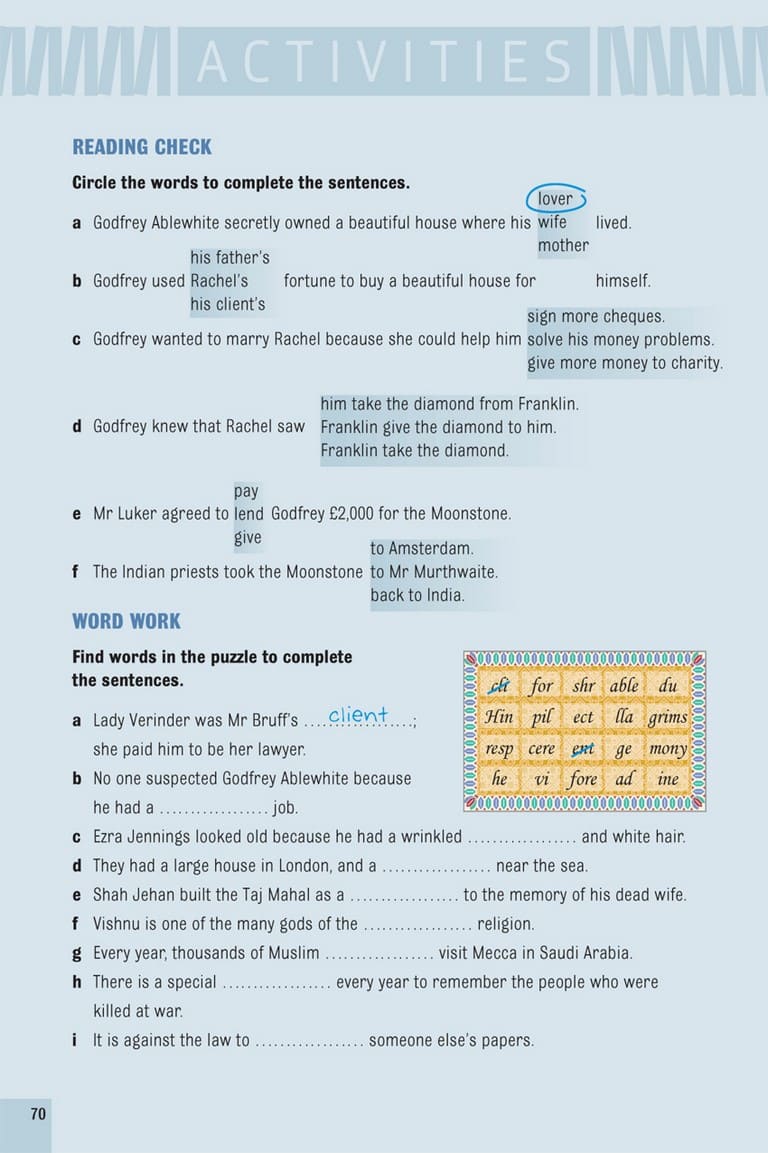 ACTIVITIES
READING CHECK
Circle the words to complete the sentences.
lover
a Godfrey Ablewhite secretly owned a beautiful house where his wife lived.
mother
his father's
b Godfrey used Rachel's fortune to buy a beautiful house for himself.
his client's
sign more cheques.
c Godfrey wanted to marry Rachel because she could help him solve his money problems.
give more money to charity.
him take the diamond from Franklin.
d Godfrey knew that Rachel saw Franklin give the diamond to him.
Franklin take the diamond.
pay
e Mr Luker agreed to lend Godfrey £2,000 for the Moonstone.
give
to Amsterdam.
f The Indian priests took the Moonstone to Mr Murthwaite.
back to India.
WORD WORK
Find words in the puzzle to complete
the sentences.
a Lady Verinder was Mr Bruff's ....client....;
she paid him to be her lawyer.
b No one suspected Godfrey Ablewhite because
he had a .................. job.
cli for shr able du
Hin pil ect lla grims
resp cere ent ge mony
he vi fore ad ine
c Ezra Jennings looked old because he had a wrinkled .................. and white hair.
d They had a large house in London, and a .................. near the sea.
e Shah Jehan built the Taj Mahal as a .................. to the memory of his dead wife.
f Vishnu is one of the many gods of the .................. religion.
g Every year, thousands of Muslim .................. visit Mecca in Saudi Arabia.
h There is a special .................. every year to remember the people who were
killed at war.
i It is against the law to .................. someone else's papers.
70